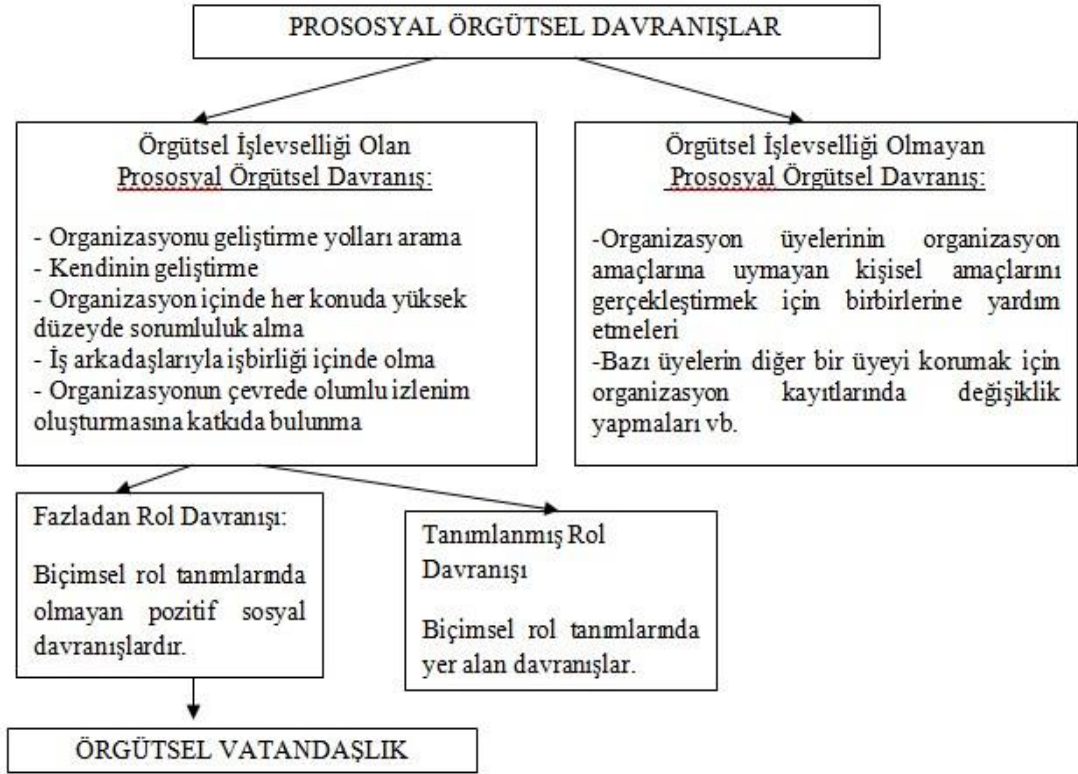 PROSOSYAL ÖRGÜTSEL DAVRANIŞLAR
Örgütsel İşlevselliği Olan
Prososyal Örgütsel Davranış:
- Organizasyonu geliştirme yolları arama
- Kendinin geliştirme
- Organizasyon içinde her konuda yüksek
düzeyde sorumluluk alma
- İş arkadaşlarıyla işbirliği içinde olma
- Organizasyonun çevrede olumlu izlenim
oluşturmasına katkıda bulunma
Örgütsel İşlevselliği Olmayan
Prososyal Örgütsel Davranış:
-Organizasyon üyelerinin organizasyon
amaçlarına uymayan kişisel amaçlarını
gerçekleştirmek için birbirlerine yardım
etmeleri
-Bazı üyelerin diğer bir üyeyi korumak için
organizasyon kayıtlarında değişiklik
yapmaları vb.
Fazladan Rol Davranışı:
Biçimsel rol tanımlarında
olmayan pozitif sosyal
davranışlardır.
Tanımlanmış Rol
Davranışı
Biçimsel rol tanımlarında
yer alan davranışlar.
ÖRGÜTSEL VATANDAŞLIK